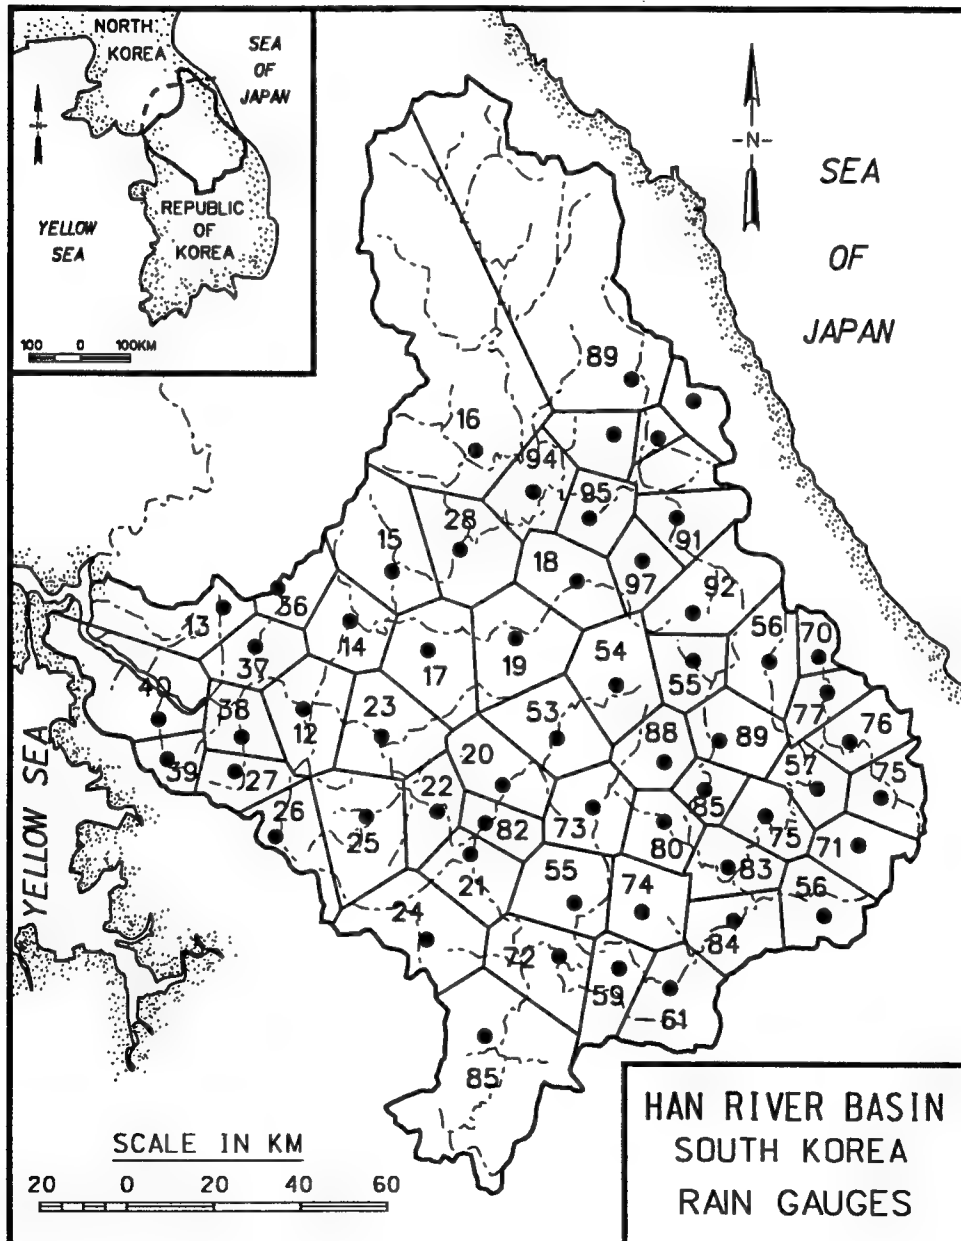 NORTH
KOREA
SEA
OF
JAPAN
REPUBLIC
OF
KOREA
YELLOW
SEA
100 0 100KM
-N-
SEA
OF
JAPAN
89
16
94
95
28
15
91
18
97
92
36
13
14
56
70
37
17
19
54
55
40
38
12
23
53
77
76
88
89
57
75
39
27
20
22
26
25
82
73
80
85
75
71
21
55
74
83
56
24
84
72
59
61
85
YELLOW SEA
SCALE IN KM
20 0 20 40 60
HAN RIVER BASIN
SOUTH KOREA
RAIN GAUGES